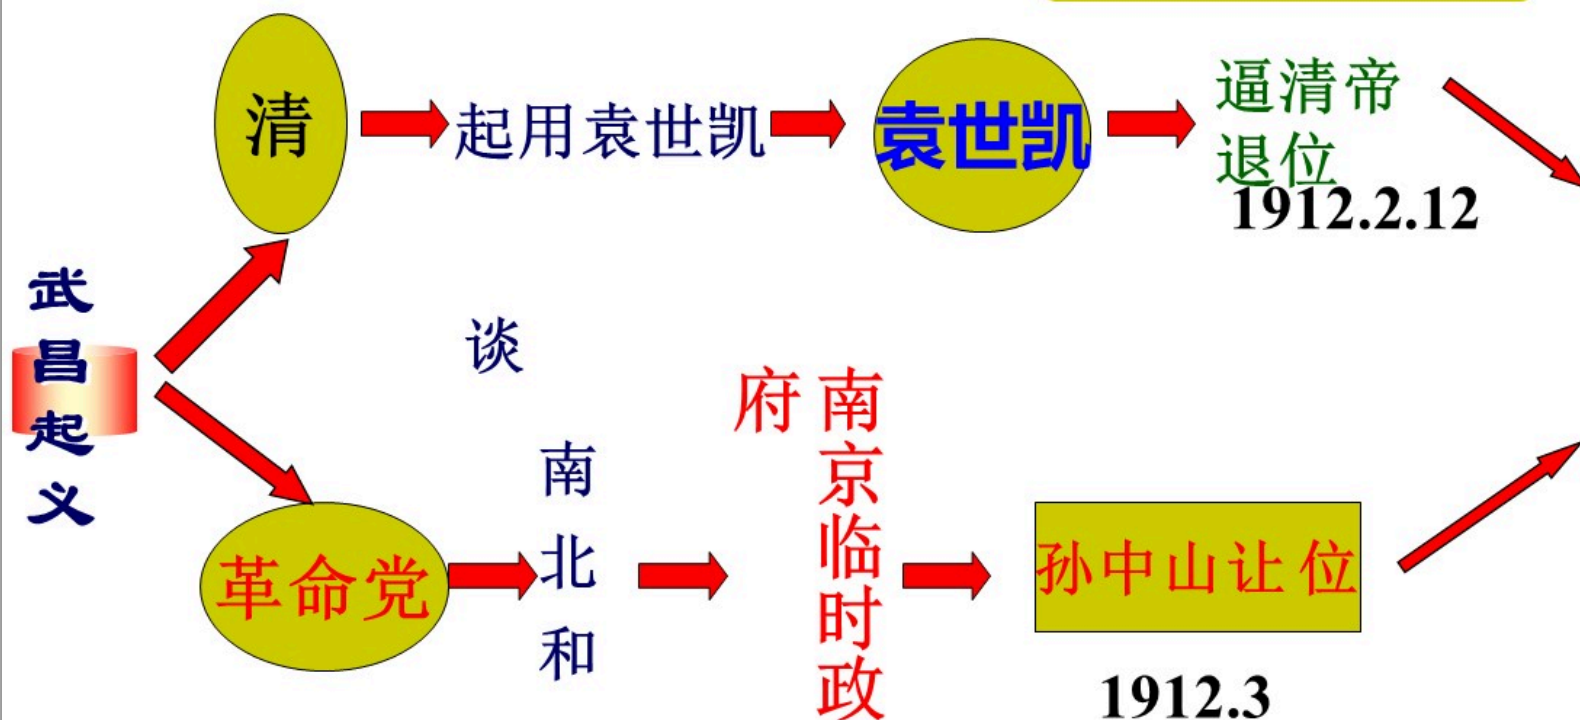 武昌起义
清
起用袁世凯
袁世凯
逼清帝
退位
1912.2.12
革命党
南北和
谈
南京临时政
府
孙中山让位
1912.3